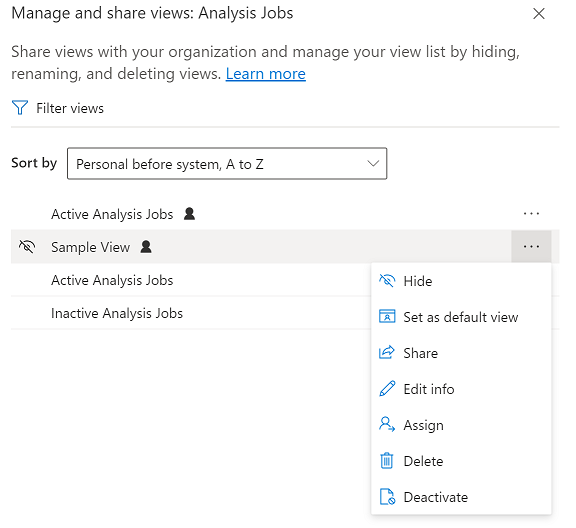 Manage and share views: Analysis Jobs
Share views with your organization and manage your view list by hiding,
renaming, and deleting views. Learn more
Filter views
Sort by Personal before system, A to Z
Active Analysis Jobs
Sample View
Active Analysis Jobs
Inactive Analysis Jobs
Hide
Set as default view
Share
Edit info
Assign
Delete
Deactivate